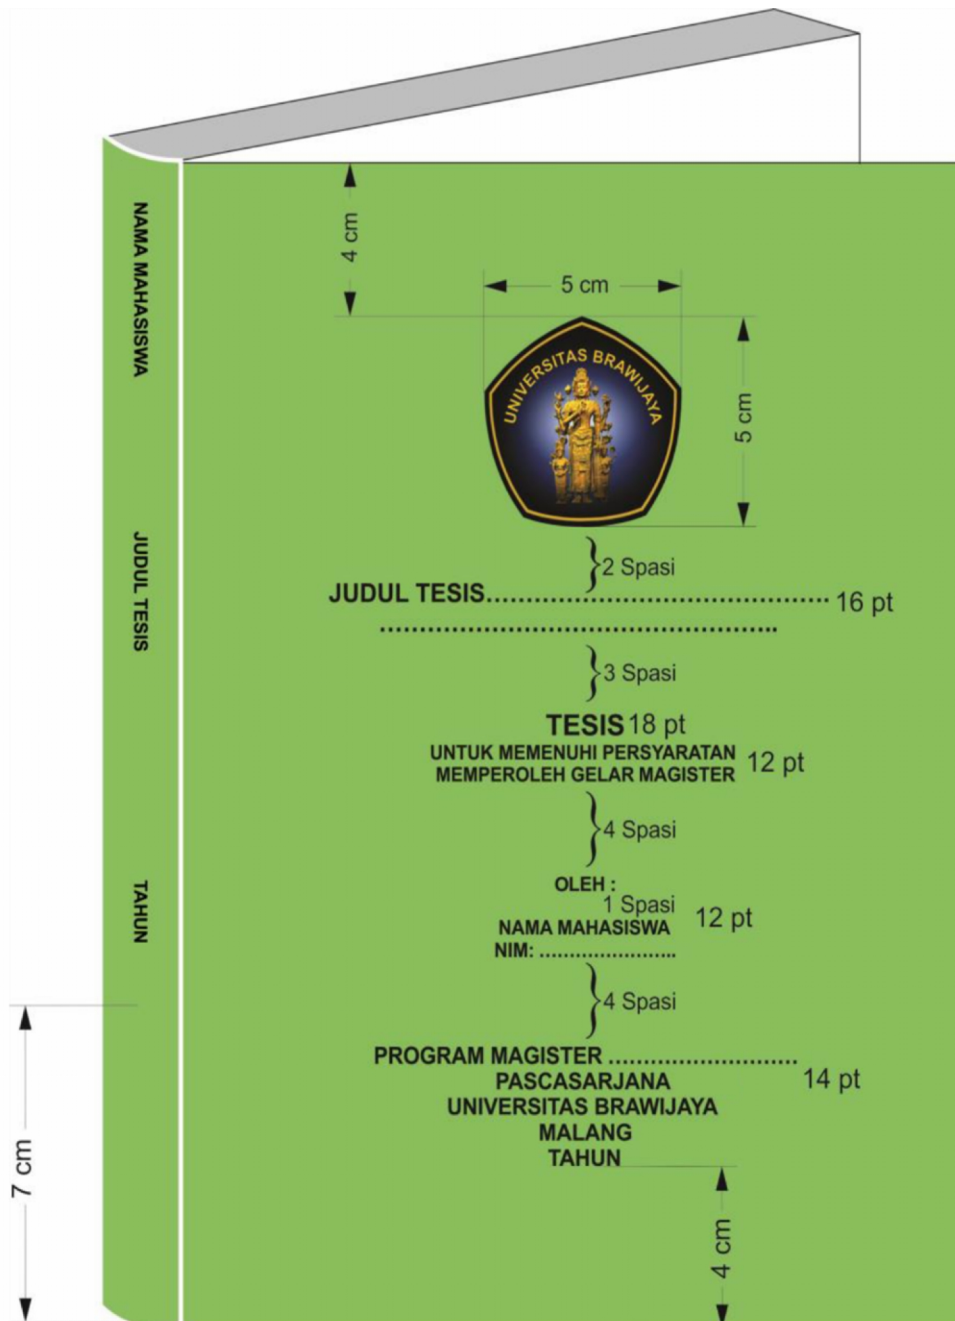 NAMA MAHASISWA
JUDUL TESIS
TAHUN
7 cm
4 cm
5 cm
UNIVERSITAS BRAWIJAYA
5 cm
2 Spasi
JUDUL TESIS........................................... 16 pt
................................................
3 Spasi
TESIS 18 pt
UNTUK MEMENUHI PERSYARATAN
MEMPEROLEH GELAR MAGISTER 12 pt
4 Spasi
OLEH :
1 Spasi
NAMA MAHASISWA 12 pt
NIM: ......................
4 Spasi
PROGRAM MAGISTER ...........................
PASCASARJANA 14 pt
UNIVERSITAS BRAWIJAYA
MALANG
TAHUN
4 cm